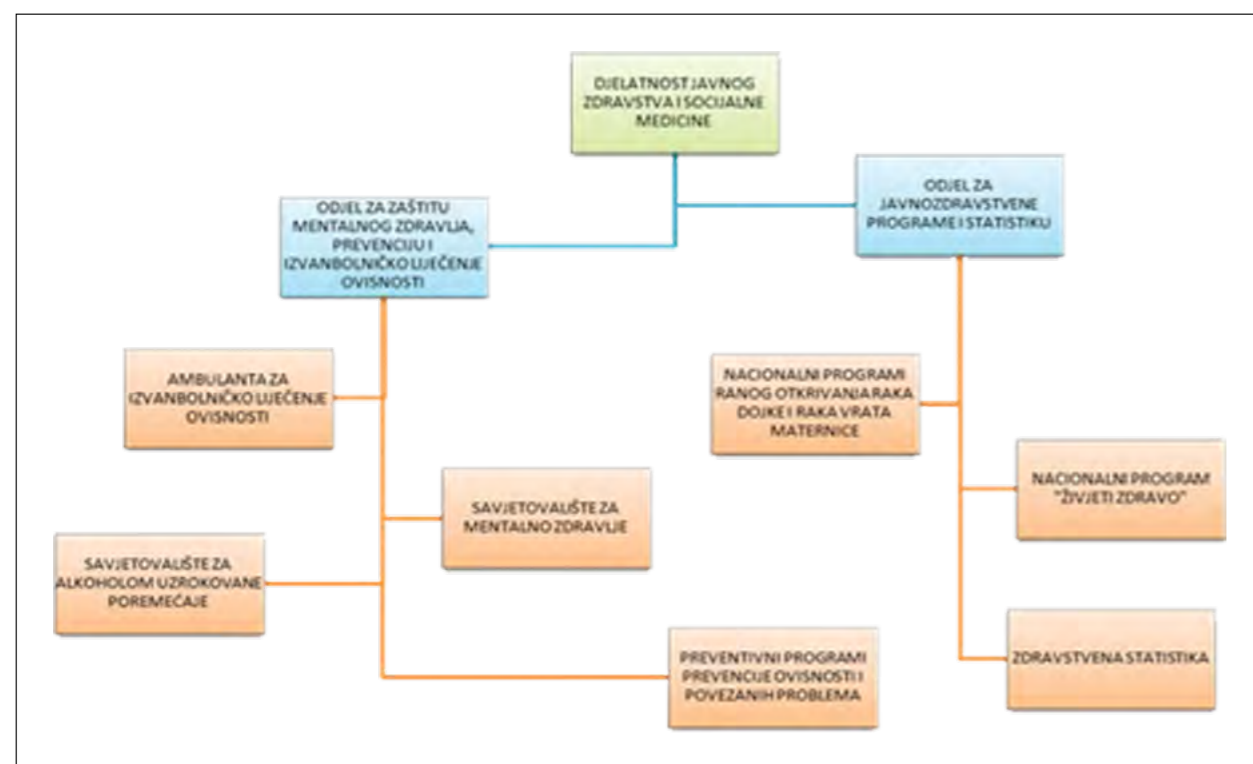 DJELATNOST JAVNOG
ZDRAVSTVA I SOCIJALNE
MEDICINE
ODJEL ZA ZAŠTITU
MENTALNOG ZDRAVLJA,
PREVENCIJU I
IZVANBOLNIČKO LIJEČENJE
OVISNOSTI
ODJEL ZA
JAVNOZDRAVSTVENE
PROGRAME I STATISTIKU
AMBULANTA ZA
IZVANBOLNIČKO LIJEČENJE
OVISNOSTI
NACIONALNI PROGRAMI
RANOG OTKRIVANJA RAKA
DOJKE I RAKA VRATA
MATERNICE
SAVJETOVALIŠTE ZA
MENTALNO ZDRAVLJE
NACIONALNI PROGRAM
"ŽIVJETI ZDRAVO"
SAVJETOVALIŠTE ZA
ALKOHOLOM UZROKOVANE
POREMEĆAJE
PREVENTIVNI PROGRAMI
PREVENCIJE OVISNOSTI I
POVEZANIH PROBLEMA
ZDRAVSTVENA STATISTIKA